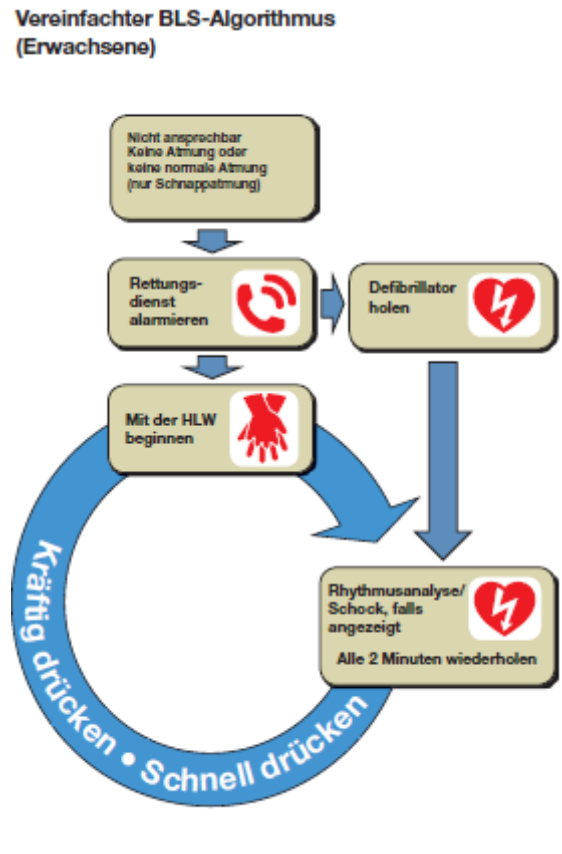 Vereinfachter BLS-Algorithmus
(Erwachsene)
Nicht ansprechbar
Keine Atmung oder
keine normale Atmung
(nur Schnappatmung)
Rettungs-
dienst
alarmieren
Defibrillator
holen
Mit der HLW
beginnen
Rhythmusanalyse/
Schock, falls
angezeigt
Alle 2 Minuten wiederholen
Kräftig drücken • Schnell drücken